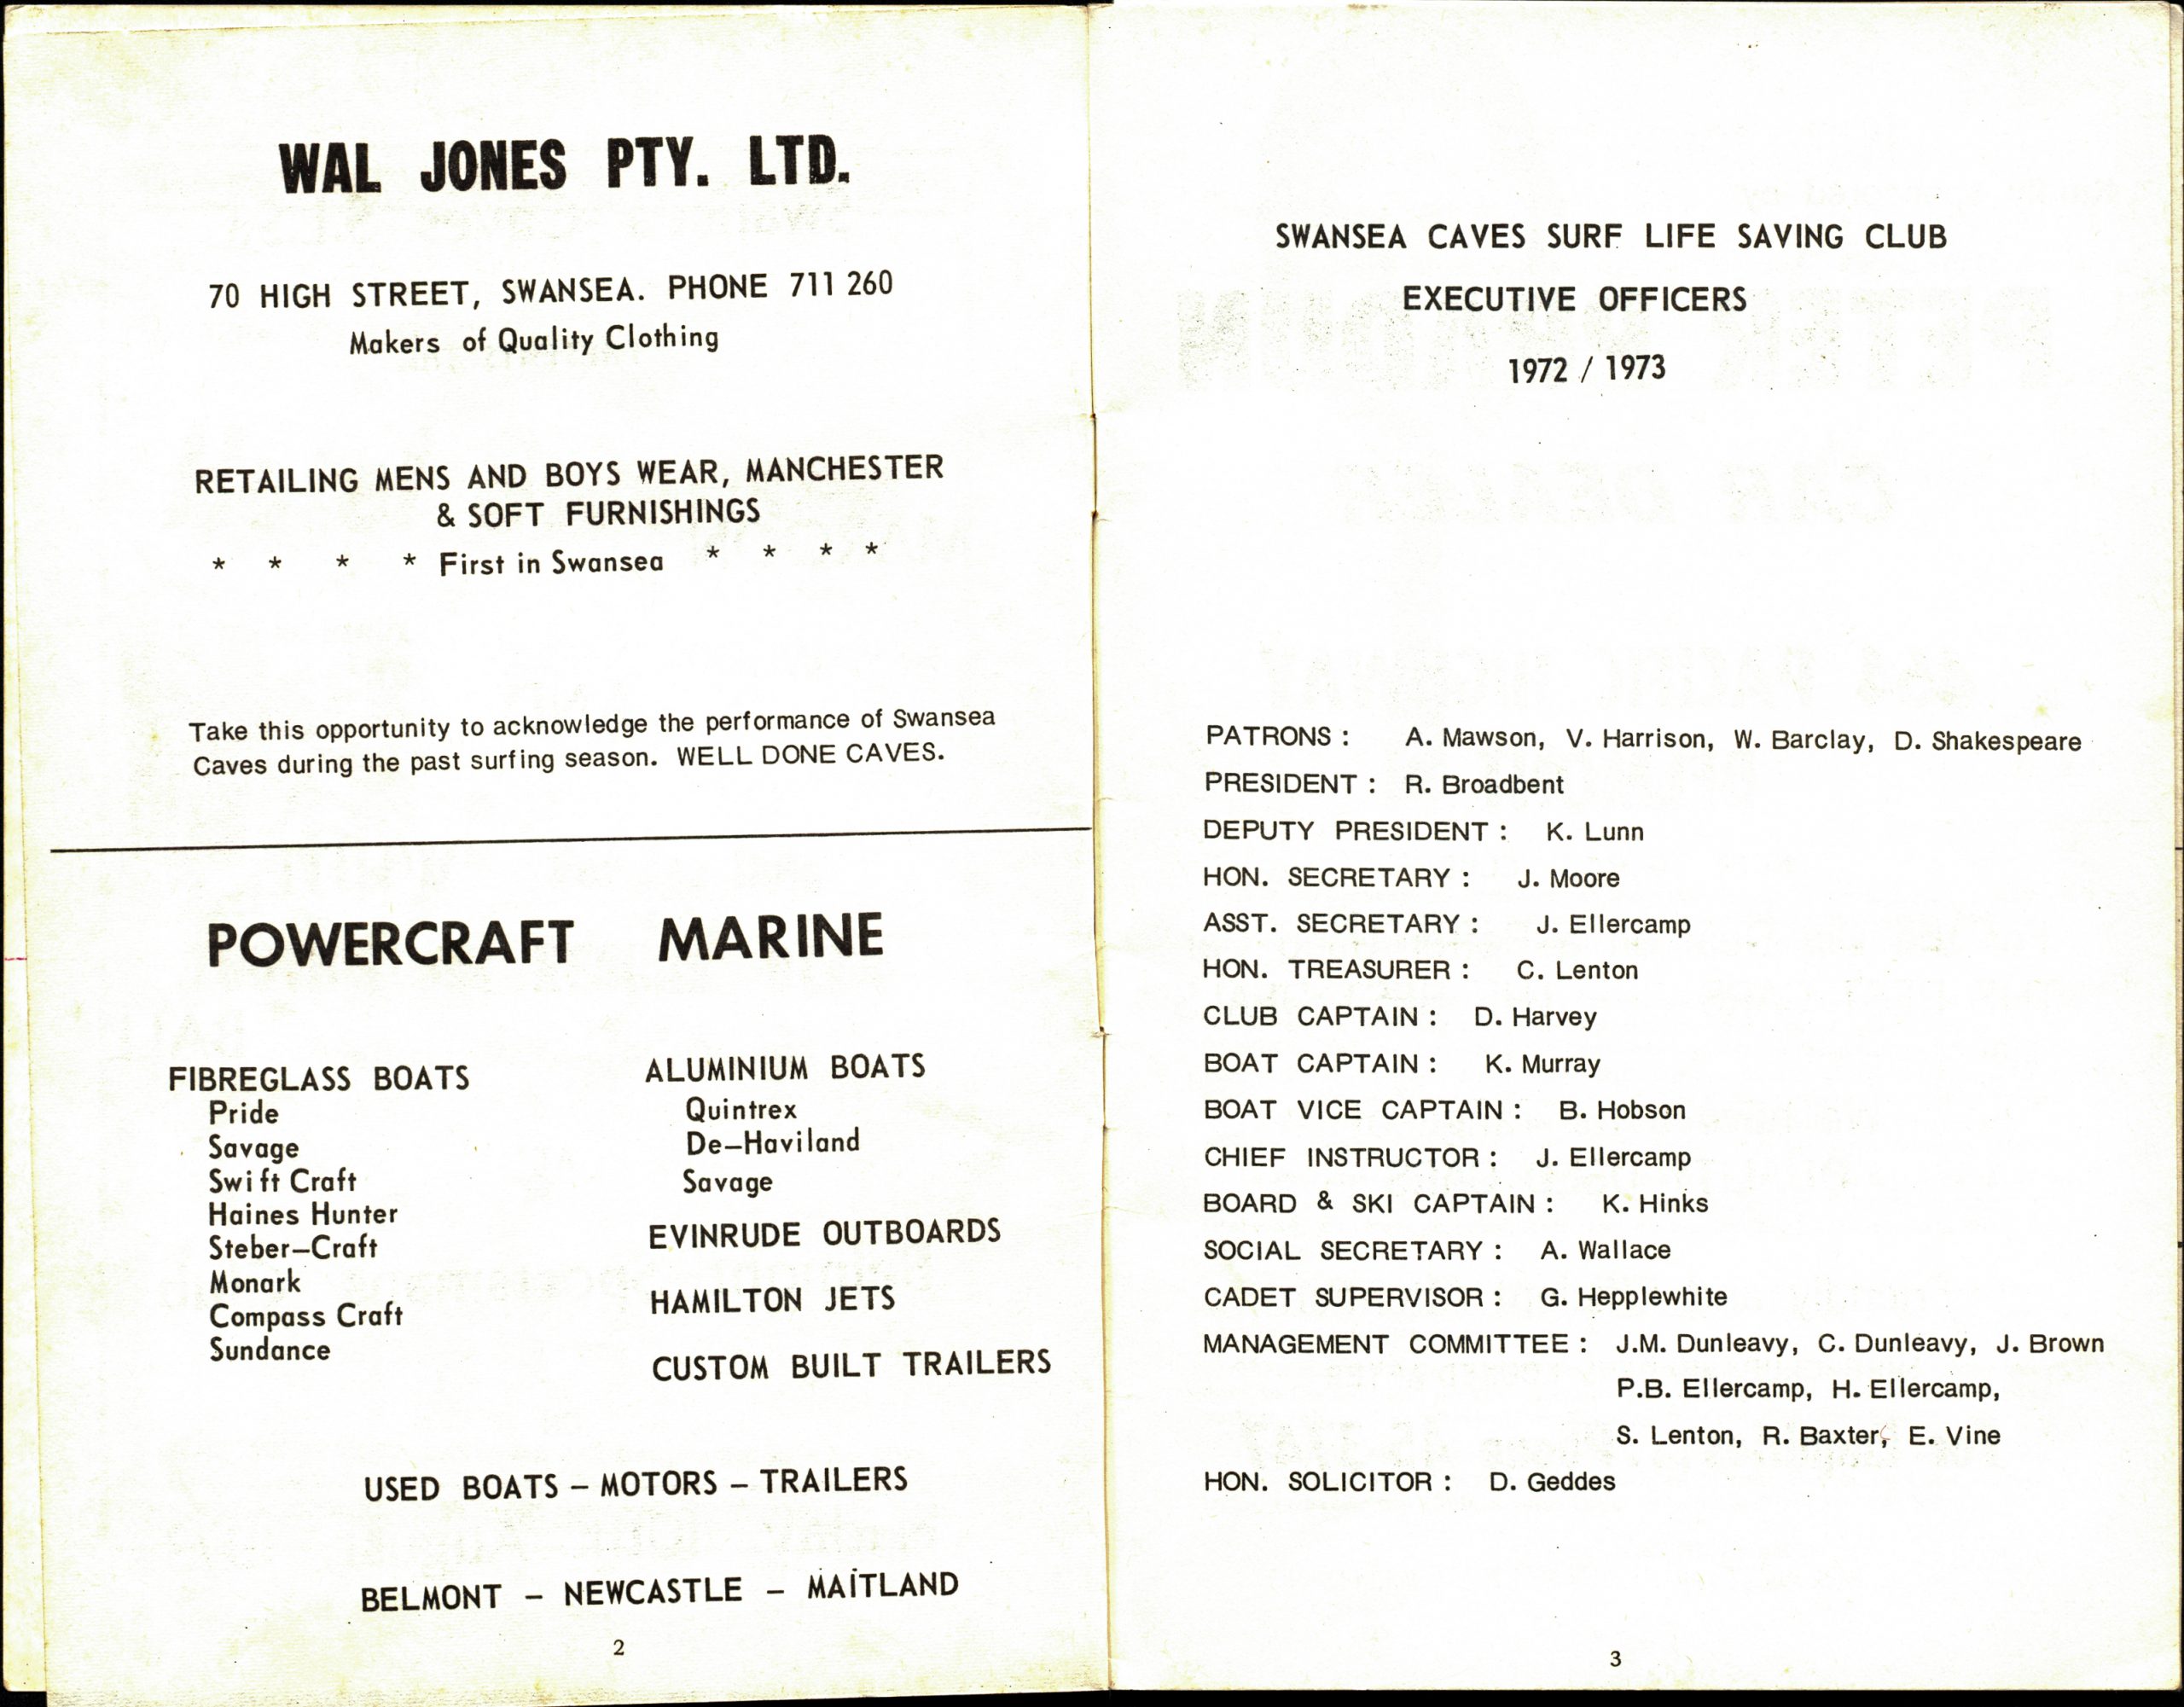 WAL JONES PTY. LTD.
70 HIGH STREET, SWANSEA. PHONE 711 260
Makers of Quality Clothing
RETAILING MENS AND BOYS WEAR, MANCHESTER
& SOFT FURNISHINGS
* * * * First in Swansea * * * *
Take this opportunity to acknowledge the performance of Swansea
Caves during the past surfing season. WELL DONE CAVES.
POWERCRAFT MARINE
FIBREGLASS BOATS
Pride
Savage
Swift Craft
Haines Hunter
Steber-Craft
Monark
Compass Craft
Sundance
ALUMINIUM BOATS
Quintrex
De-Haviland
Savage
EVINRUDE OUTBOARDS
HAMILTON JETS
CUSTOM BUILT TRAILERS
USED BOATS - MOTORS - TRAILERS
BELMONT - NEWCASTLE - MAITLAND
2
SWANSEA CAVES SURF LIFE SAVING CLUB
EXECUTIVE OFFICERS
1972 / 1973
PATRONS : A. Mawson, V. Harrison, W. Barclay, D. Shakespeare
PRESIDENT : R. Broadbent
DEPUTY PRESIDENT : K. Lunn
HON. SECRETARY : J. Moore
ASST. SECRETARY : J. Ellercamp
HON. TREASURER : C. Lenton
CLUB CAPTAIN : D. Harvey
BOAT CAPTAIN : K. Murray
BOAT VICE CAPTAIN : B. Hobson
CHIEF INSTRUCTOR : J. Ellercamp
BOARD & SKI CAPTAIN : K. Hinks
SOCIAL SECRETARY : A. Wallace
CADET SUPERVISOR : G. Hepplewhite
MANAGEMENT COMMITTEE : J.M. Dunleavy, C. Dunleavy, J. Brown
P.B. Ellercamp, H. Ellercamp,
S. Lenton, R. Baxter, E. Vine
HON. SOLICITOR : D. Geddes
3